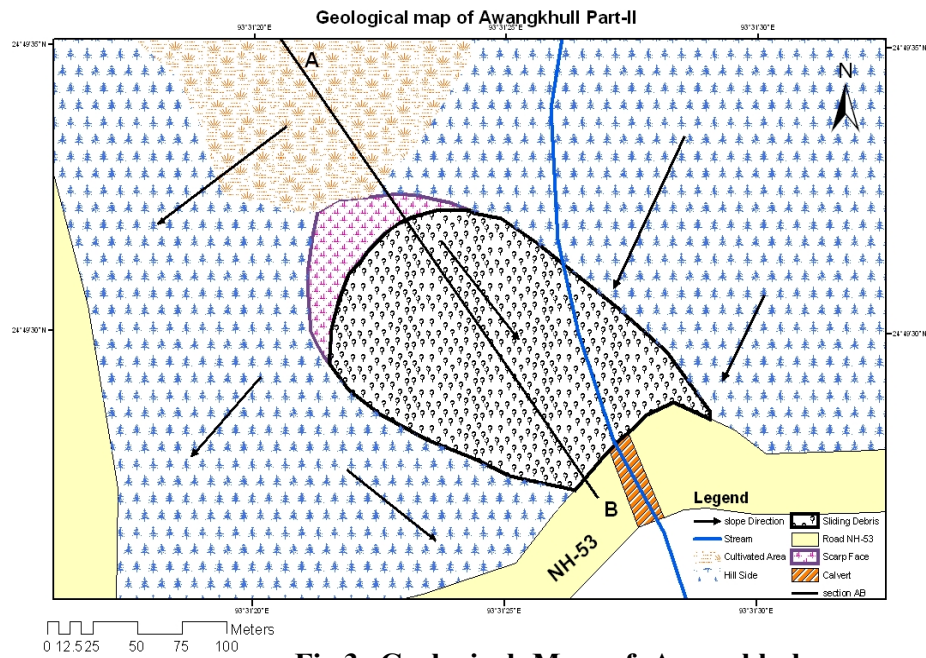 Geological map of Awangkhull Part-II
93°31'20"E
93°31'25"E
93°31'30"E
24°49'35"N
24°49'35"N
A
N
24°49'30"N
24°49'30"N
B
NH-53
Legend
slope Direction
Sliding Debris
Stream
Road NH-53
Cultivated Area
Scarp Face
Hill Side
Calvert
section AB
93°31'20"E
93°31'25"E
93°31'30"E
Meters
0 12.525 50 75 100